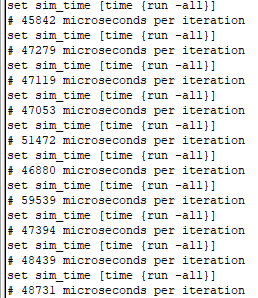 set sim_time [time {run -all}]
# 45842 microseconds per iteration
set sim_time [time {run -all}]
# 47279 microseconds per iteration
set sim_time [time {run -all}]
# 47119 microseconds per iteration
set sim_time [time {run -all}]
# 47053 microseconds per iteration
set sim_time [time {run -all}]
# 51472 microseconds per iteration
set sim_time [time {run -all}]
# 46880 microseconds per iteration
set sim_time [time {run -all}]
# 59539 microseconds per iteration
set sim_time [time {run -all}]
# 47394 microseconds per iteration
set sim_time [time {run -all}]
# 48439 microseconds per iteration
set sim_time [time {run -all}]
# 48731 microseconds per iteration